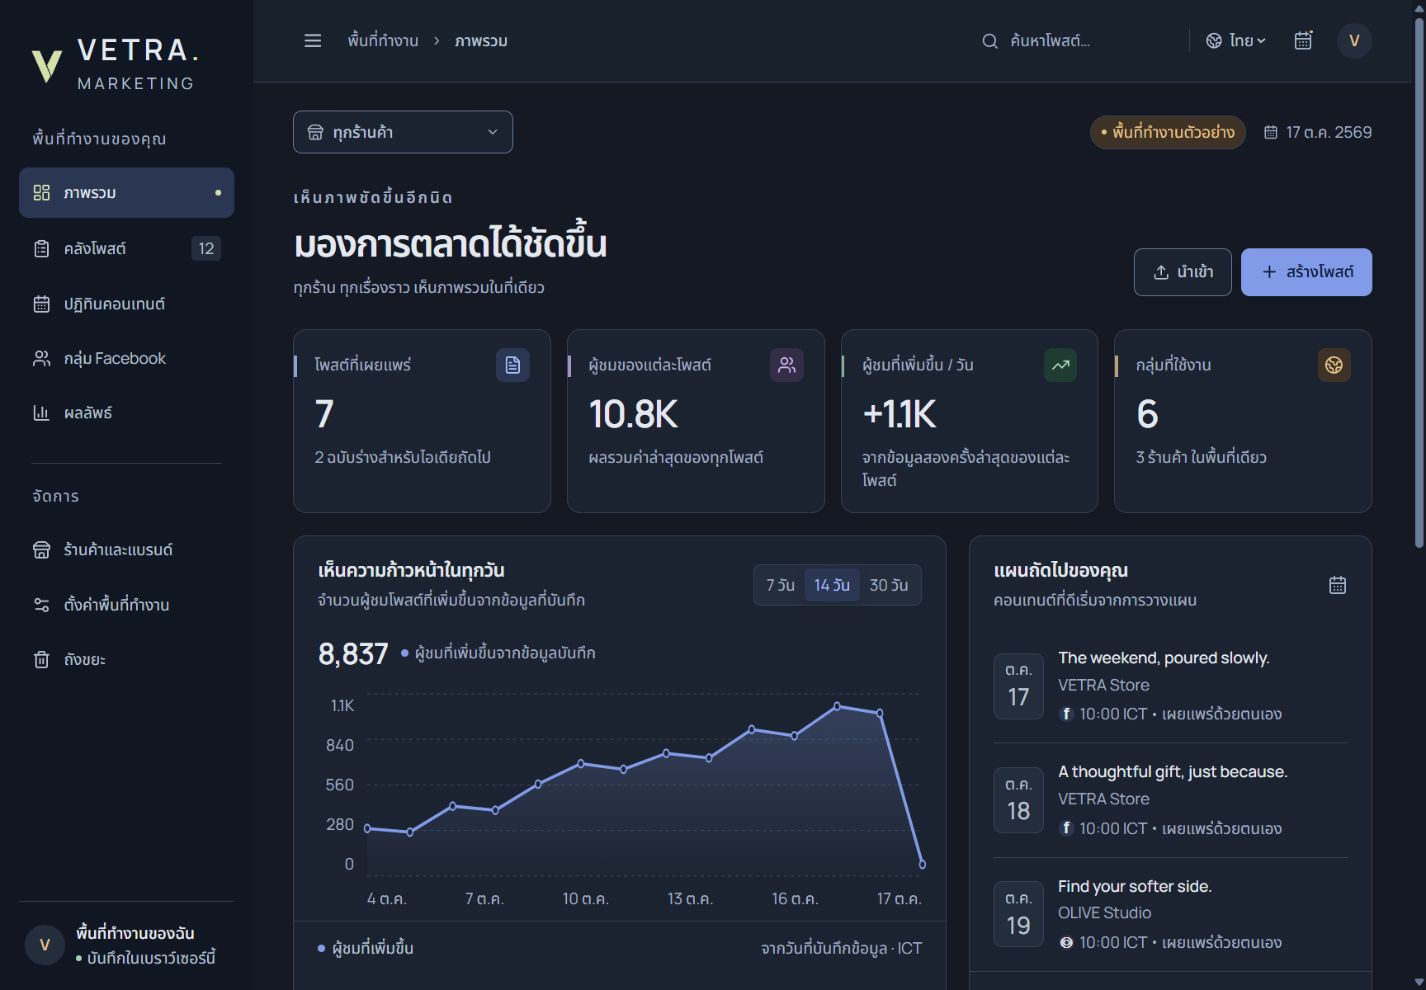 VETRA.
MARKETING
พื้นที่ทำงานของคุณ
ภาพรวม
คลังโพสต์ 12
ปฏิทินคอนเทนต์
กลุ่ม Facebook
ผลลัพธ์
จัดการ
ร้านค้าและแบรนด์
ตั้งค่าพื้นที่ทำงาน
ถังขยะ
V
พื้นที่ทำงานของฉัน
บันทึกในเบราว์เซอร์นี้
พื้นที่ทำงาน > ภาพรวม
ค้นหาโพสต์...
ไทย
V
ทุกร้านค้า
• พื้นที่ทำงานตัวอย่าง
17 ต.ค. 2569
เห็นภาพชัดขึ้นอีกนิด
มองการตลาดได้ชัดขึ้น
ทุกร้าน ทุกเรื่องราว เห็นภาพรวมในที่เดียว
นำเข้า
+ สร้างโพสต์
โพสต์ที่เผยแพร่
7
2 ฉบับร่างสำหรับไอเดียถัดไป
ผู้ชมของแต่ละโพสต์
10.8K
ผลรวมค่าล่าสุดของทุกโพสต์
ผู้ชมที่เพิ่มขึ้น / วัน
+1.1K
จากข้อมูลสองครั้งล่าสุดของแต่ละ
โพสต์
กลุ่มที่ใช้งาน
6
3 ร้านค้า ในพื้นที่เดียว
เห็นความก้าวหน้าในทุกวัน
จำนวนผู้ชมโพสต์ที่เพิ่มขึ้นจากข้อมูลที่บันทึก
7 วัน 14 วัน 30 วัน
8,837 • ผู้ชมที่เพิ่มขึ้นจากข้อมูลบันทึก
1.1K
840
560
280
0
4 ต.ค. 7 ต.ค. 10 ต.ค. 13 ต.ค. 16 ต.ค. 17 ต.ค.
• ผู้ชมที่เพิ่มขึ้น
จากวันที่บันทึกข้อมูล · ICT
แผนถัดไปของคุณ
คอนเทนต์ที่ดีเริ่มจากการวางแผน
ต.ค.
17
The weekend, poured slowly.
VETRA Store
f 10:00 ICT • เผยแพร่ด้วยตนเอง
ต.ค.
18
A thoughtful gift, just because.
VETRA Store
f 10:00 ICT • เผยแพร่ด้วยตนเอง
ต.ค.
19
Find your softer side.
OLIVE Studio
10:00 ICT • เผยแพร่ด้วยตนเอง